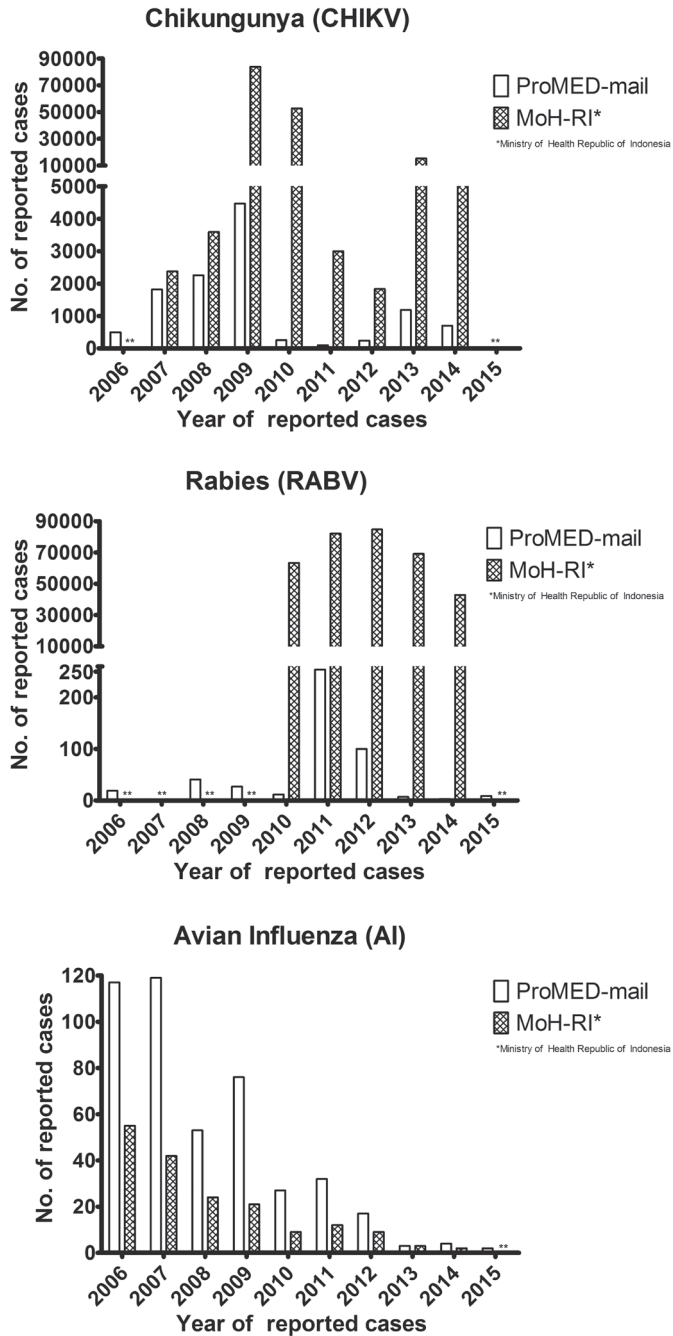 Chikungunya (CHIKV)
No. of reported cases
90000
70000
50000
30000
10000
5000
4000
3000
2000
1000
0
** **
2006 2007 2008 2009 2010 2011 2012 2013 2014 2015
Year of reported cases
ProMED-mail
MoH-RI*
*Ministry of Health Republic of Indonesia
Rabies (RABV)
No. of reported cases
90000
70000
50000
30000
10000
250
200
100
0
** ** ** ** **
2006 2007 2008 2009 2010 2011 2012 2013 2014 2015
Year of reported cases
ProMED-mail
MoH-RI*
*Ministry of Health Republic of Indonesia
Avian Influenza (AI)
No. of reported cases
120
100
80
60
40
20
0
**
2006 2007 2008 2009 2010 2011 2012 2013 2014 2015
Year of reported cases
ProMED-mail
MoH-RI*
*Ministry of Health Republic of Indonesia